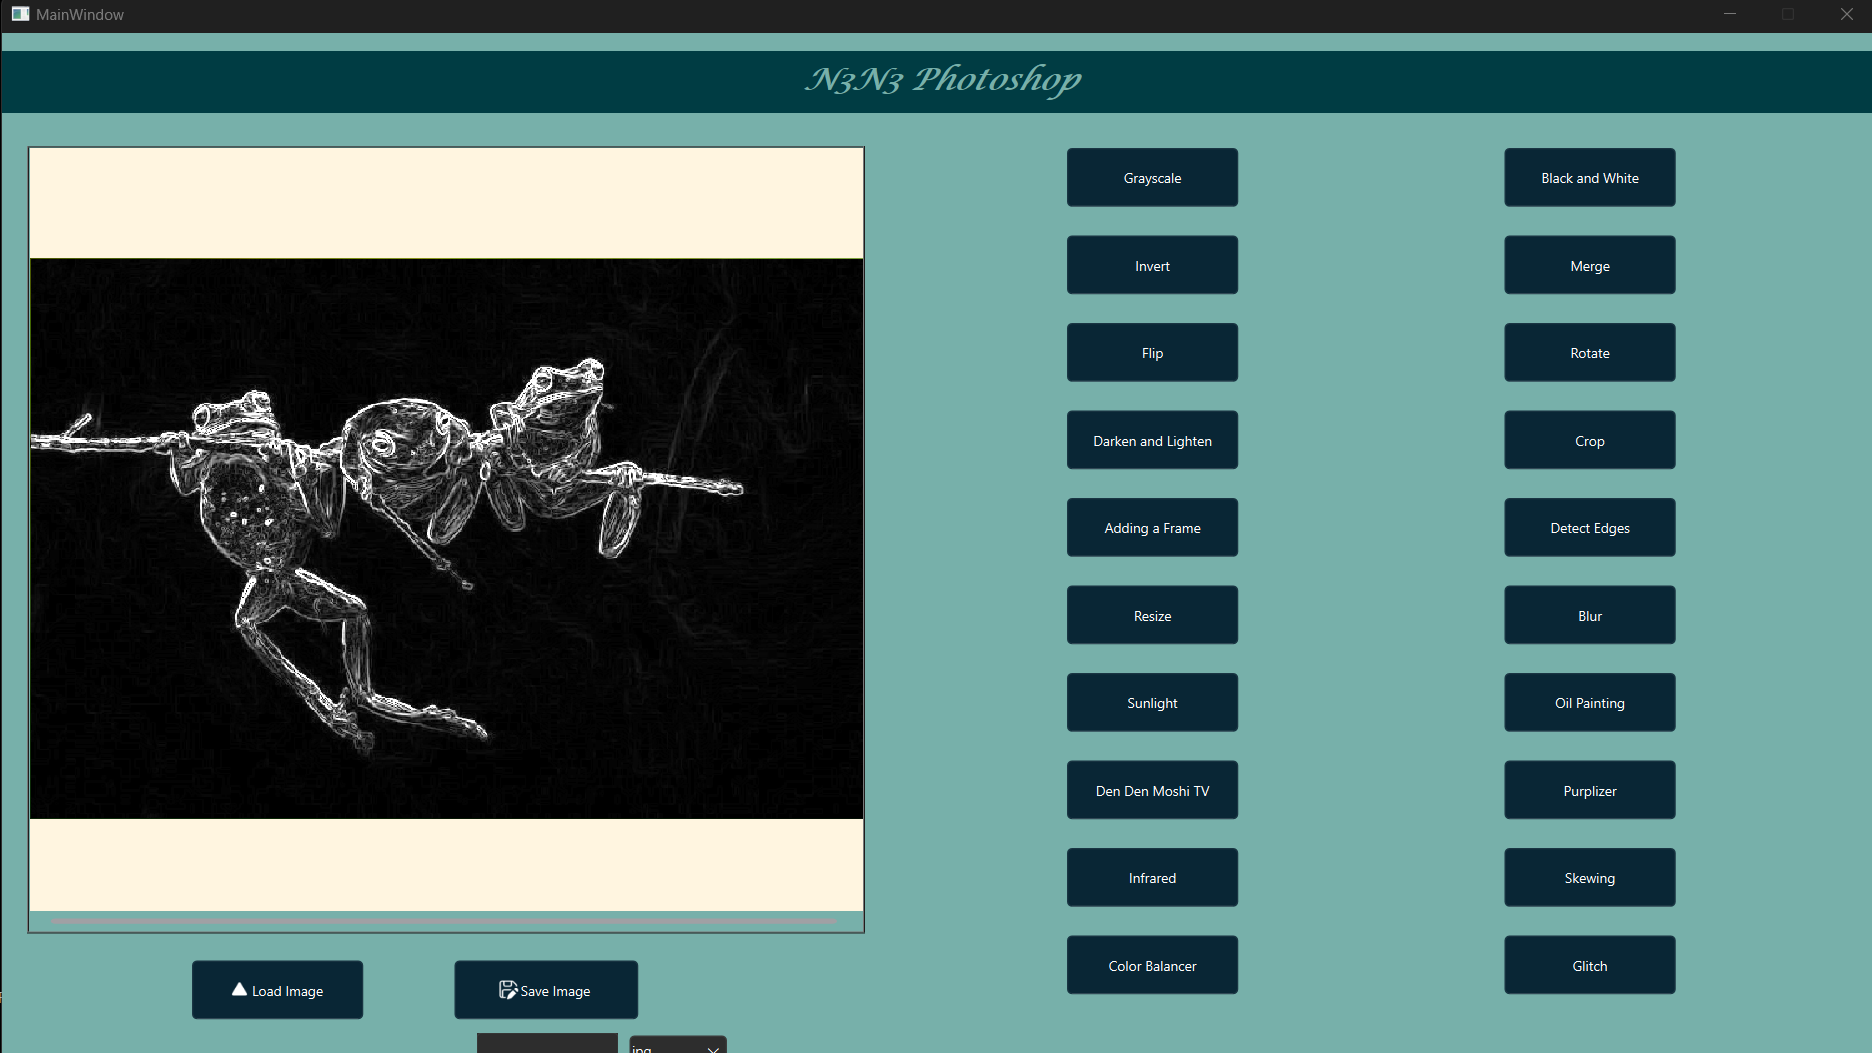 MainWindow
N3N3 Photoshop
Grayscale
Black and White
Invert
Merge
Flip
Rotate
Darken and Lighten
Crop
Adding a Frame
Detect Edges
Resize
Blur
Sunlight
Oil Painting
Den Den Moshi TV
Purplizer
Infrared
Skewing
Color Balancer
Glitch
Load Image
Save Image